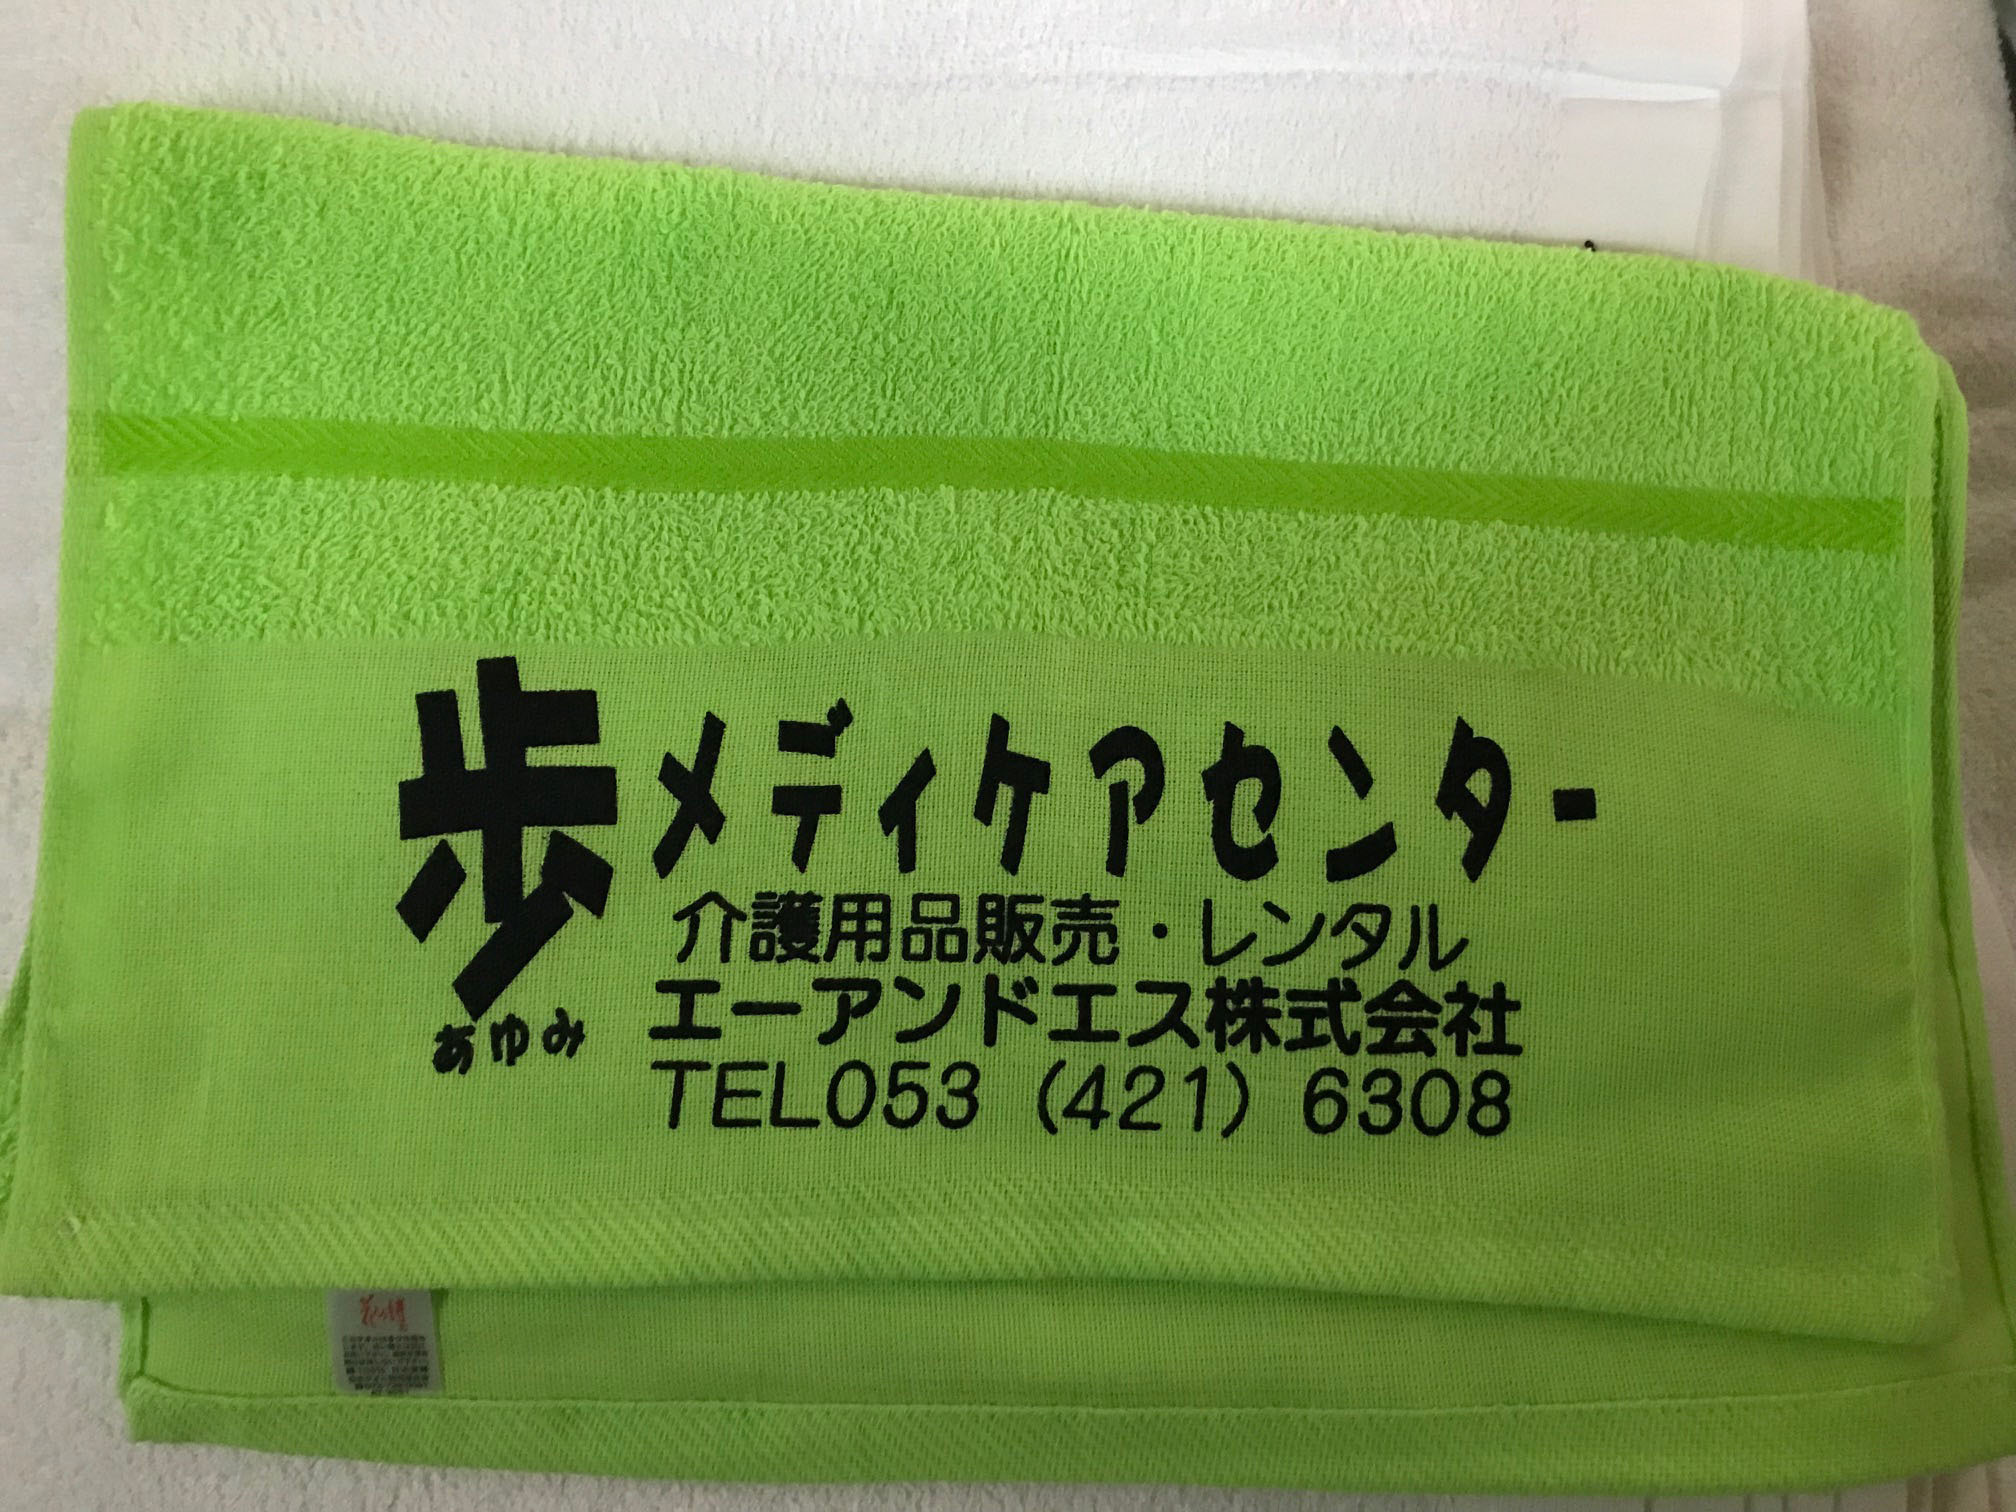 歩メディケアセンター
あゆみ
介護用品販売・レンタル
エーアンドエス株式会社
TEL053（421）6308